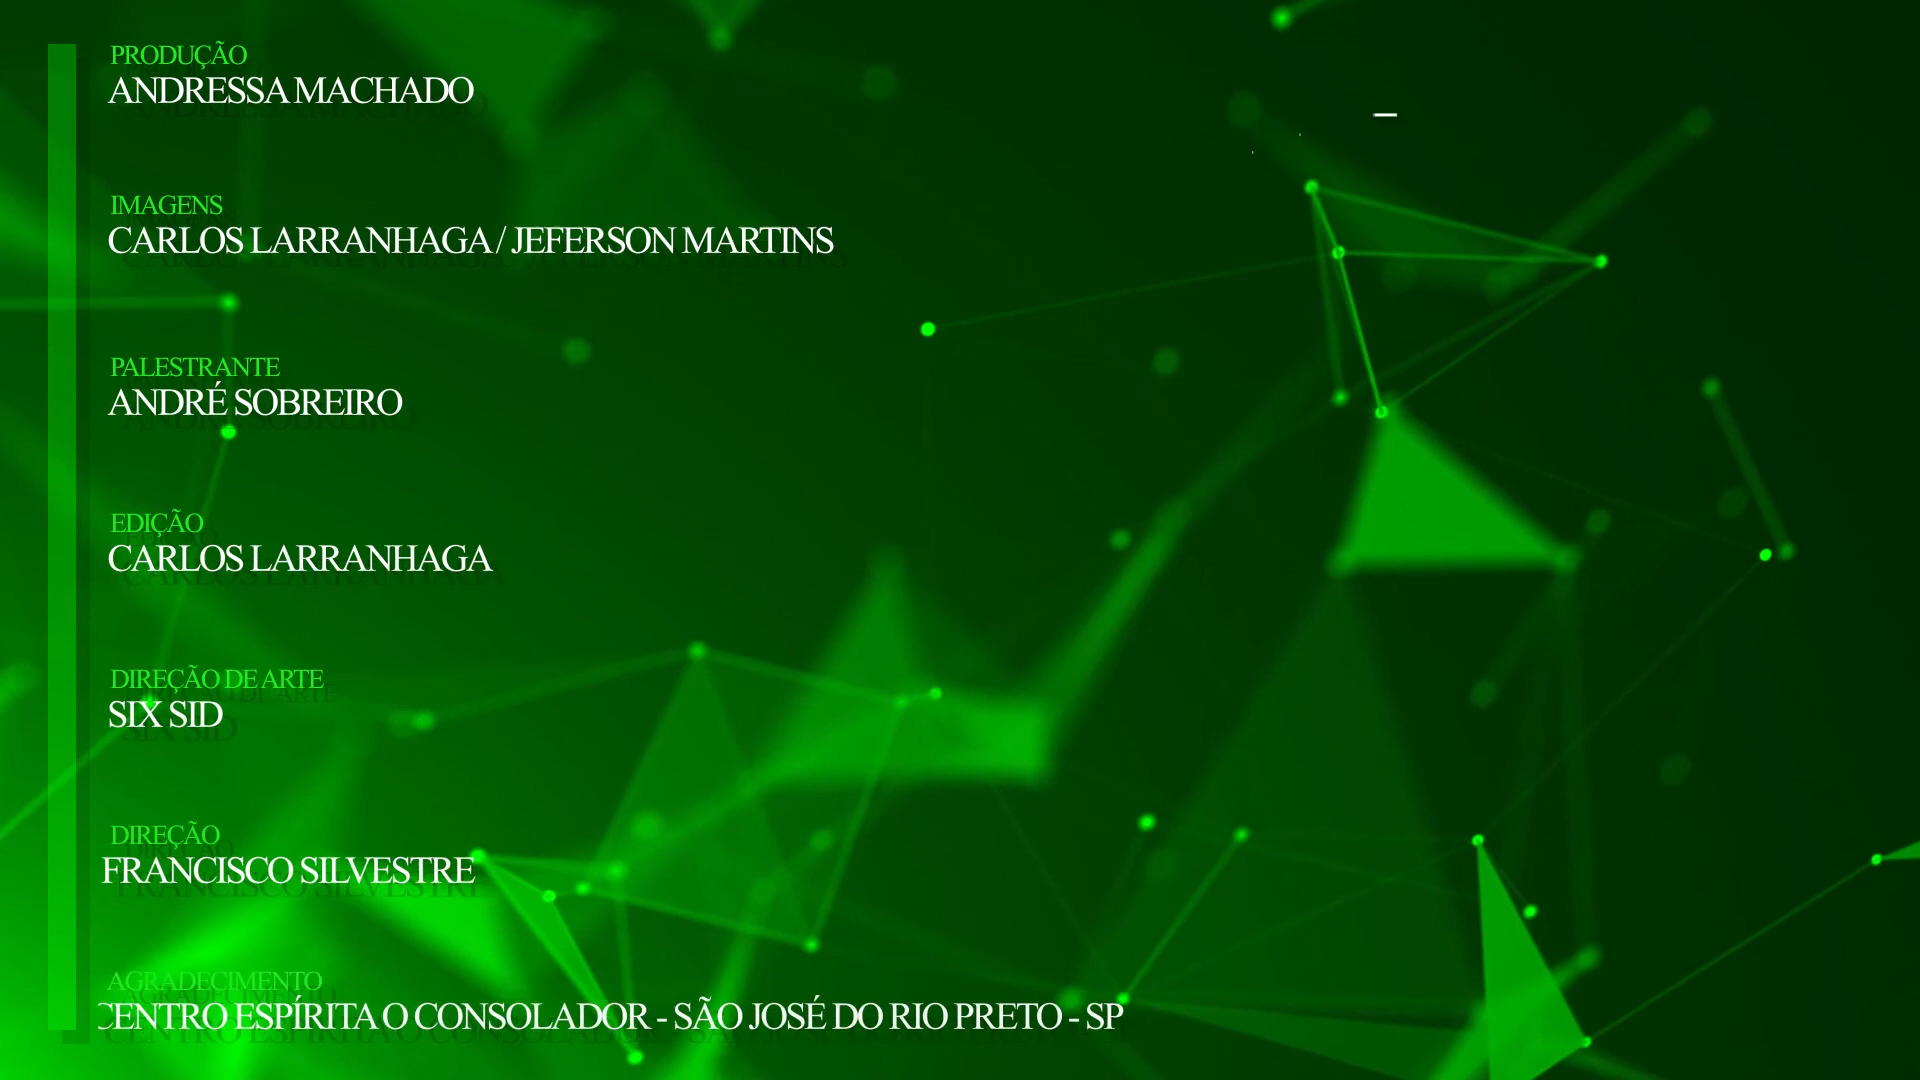 PRODUÇÃO
ANDRESSA MACHADO
IMAGENS
CARLOS LARRANHAGA / JEFERSON MARTINS
PALESTRANTE
ANDRÉ SOBREIRO
EDIÇÃO
CARLOS LARRANHAGA
DIREÇÃO DE ARTE
SIX SID
DIREÇÃO
FRANCISCO SILVESTRE
AGRADECIMENTO
CENTRO ESPÍRITA O CONSOLADOR - SÃO JOSÉ DO RIO PRETO - SP